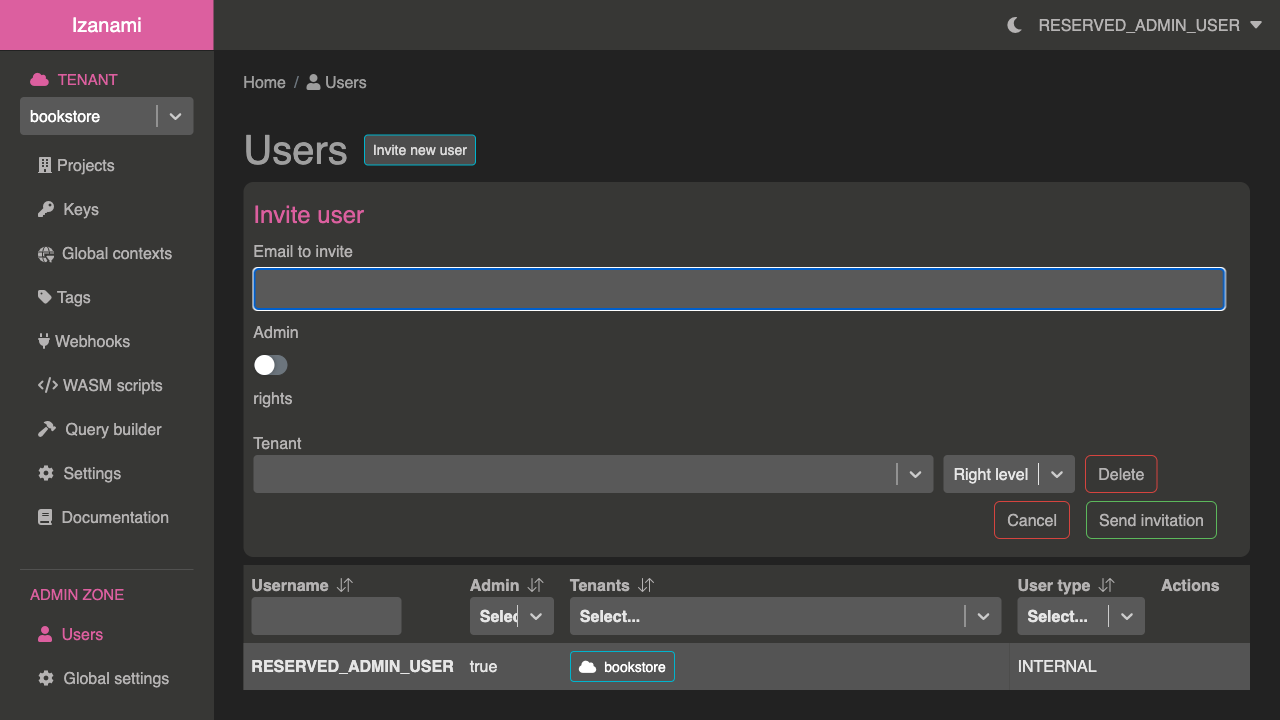 Izanami
RESERVED_ADMIN_USER
TENANT
bookstore
Projects
Keys
Global contexts
Tags
Webhooks
WASM scripts
Query builder
Settings
Documentation
ADMIN ZONE
Users
Global settings
Home / Users
Users
Invite new user
Invite user
Email to invite
Admin
rights
Tenant
Right level
Delete
Cancel
Send invitation
Username Admin Tenants User type Actions
Selec Select... Select...
RESERVED_ADMIN_USER true bookstore INTERNAL